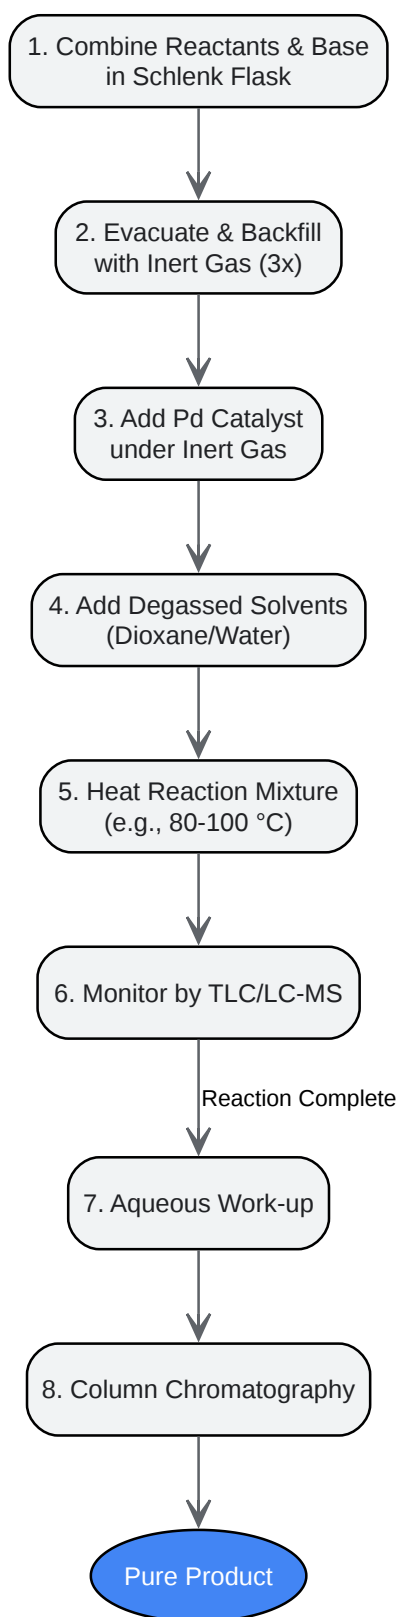 1. Combine Reactants & Base
in Schlenk Flask
2. Evacuate & Backfill
with Inert Gas (3x)
3. Add Pd Catalyst
under Inert Gas
4. Add Degassed Solvents
(Dioxane/Water)
5. Heat Reaction Mixture
(e.g., 80-100 °C)
6. Monitor by TLC/LC-MS
Reaction Complete
7. Aqueous Work-up
8. Column Chromatography
Pure Product